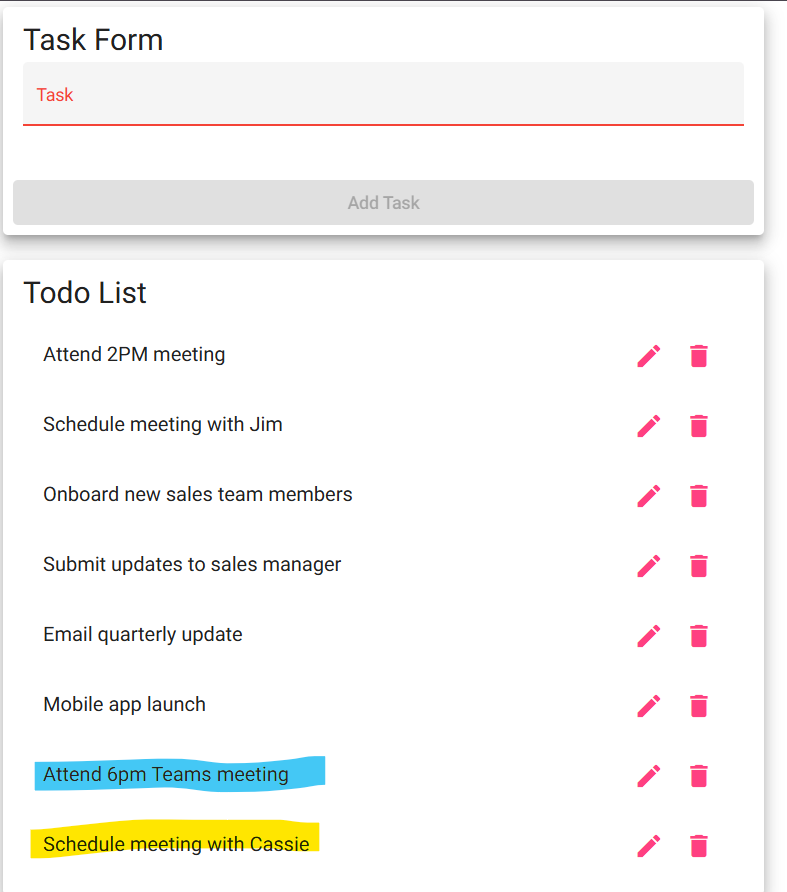 Task Form
Task
Add Task
Todo List
Attend 2PM meeting
Schedule meeting with Jim
Onboard new sales team members
Submit updates to sales manager
Email quarterly update
Mobile app launch
Attend 6pm Teams meeting
Schedule meeting with Cassie